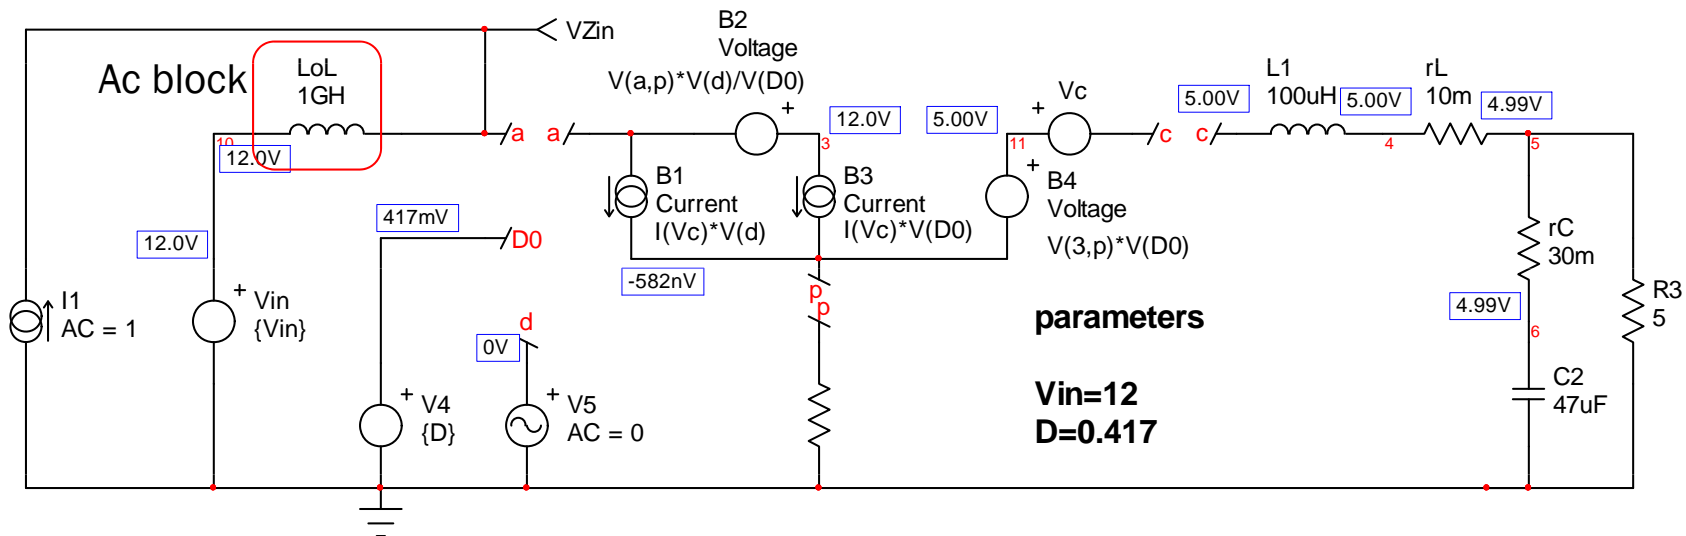 VZin
B2
Voltage
V(a,p)*V(d)/V(D0)
Ac block
LoL
1GH
Vc
L1
100uH
rL
10m
5.00V
5.00V
4.99V
12.0V
5.00V
10
12.0V
a
a
3
11
c
c
4
5
B1
Current
I(Vc)*V(d)
B3
Current
I(Vc)*V(D0)
B4
Voltage
V(3,p)*V(D0)
417mV
D0
12.0V
-582nV
rC
30m
p
p
I1
AC = 1
Vin
{Vin}
d
0V
parameters
4.99V
6
R3
5
V4
{D}
V5
AC = 0
Vin=12
D=0.417
C2
47uF